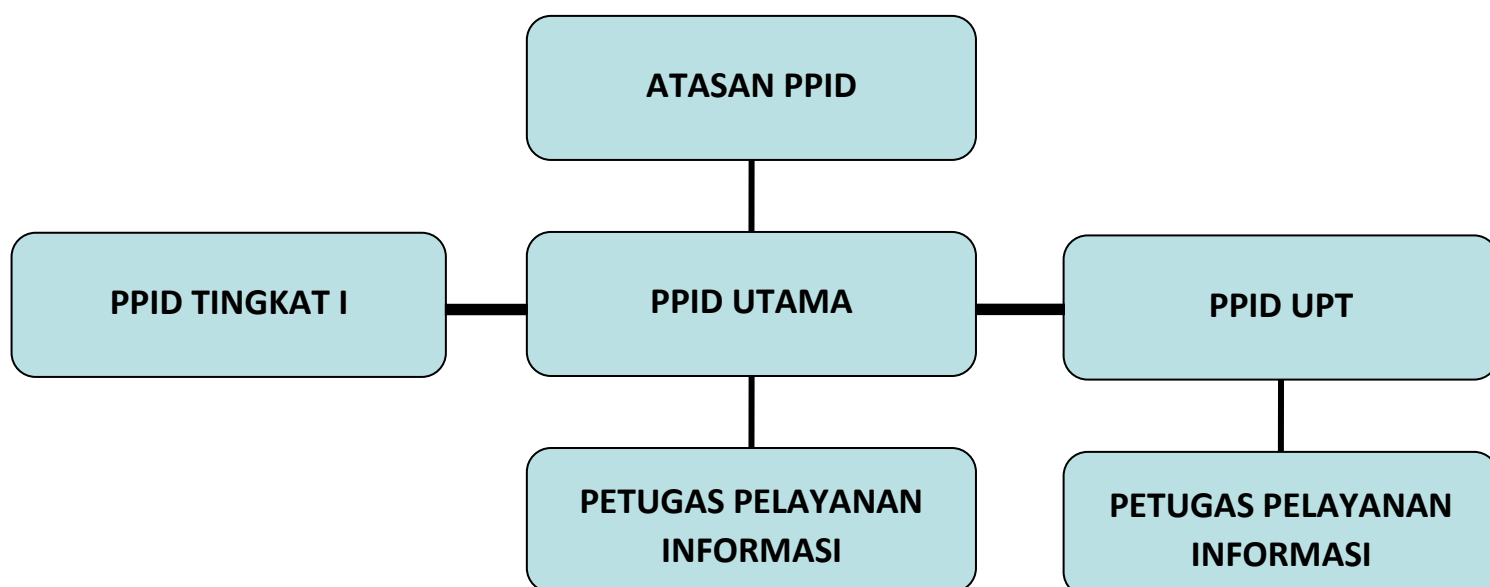 ATASAN PPID
PPID TINGKAT I
PPID UTAMA
PPID UPT
PETUGAS PELAYANAN
INFORMASI
PETUGAS PELAYANAN
INFORMASI